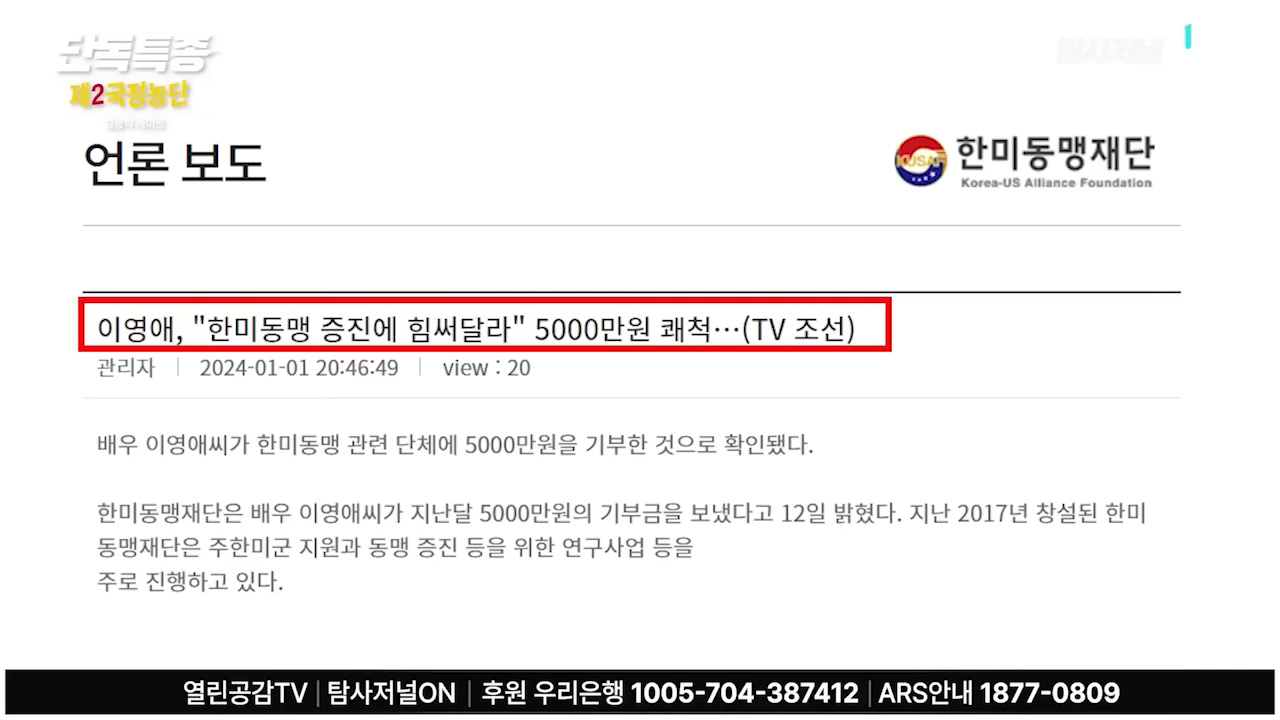 단독특종
제2국정농단
탐사저널
언론 보도
KUSAF
한미동맹재단
Korea-US Alliance Foundation
이영애, "한미동맹 증진에 힘써달라" 5000만원 쾌척…(TV 조선)
관리자 | 2024-01-01 20:46:49 | view : 20
배우 이영애씨가 한미동맹 관련 단체에 5000만원을 기부한 것으로 확인됐다.
한미동맹재단은 배우 이영애씨가 지난달 5000만원의 기부금을 보냈다고 12일 밝혔다. 지난 2017년 창설된 한미
동맹재단은 주한미군 지원과 동맹 증진 등을 위한 연구사업 등을
주로 진행하고 있다.
열린공감TV | 탐사저널ON | 후원 우리은행 1005-704-387412 | ARS안내 1877-0809